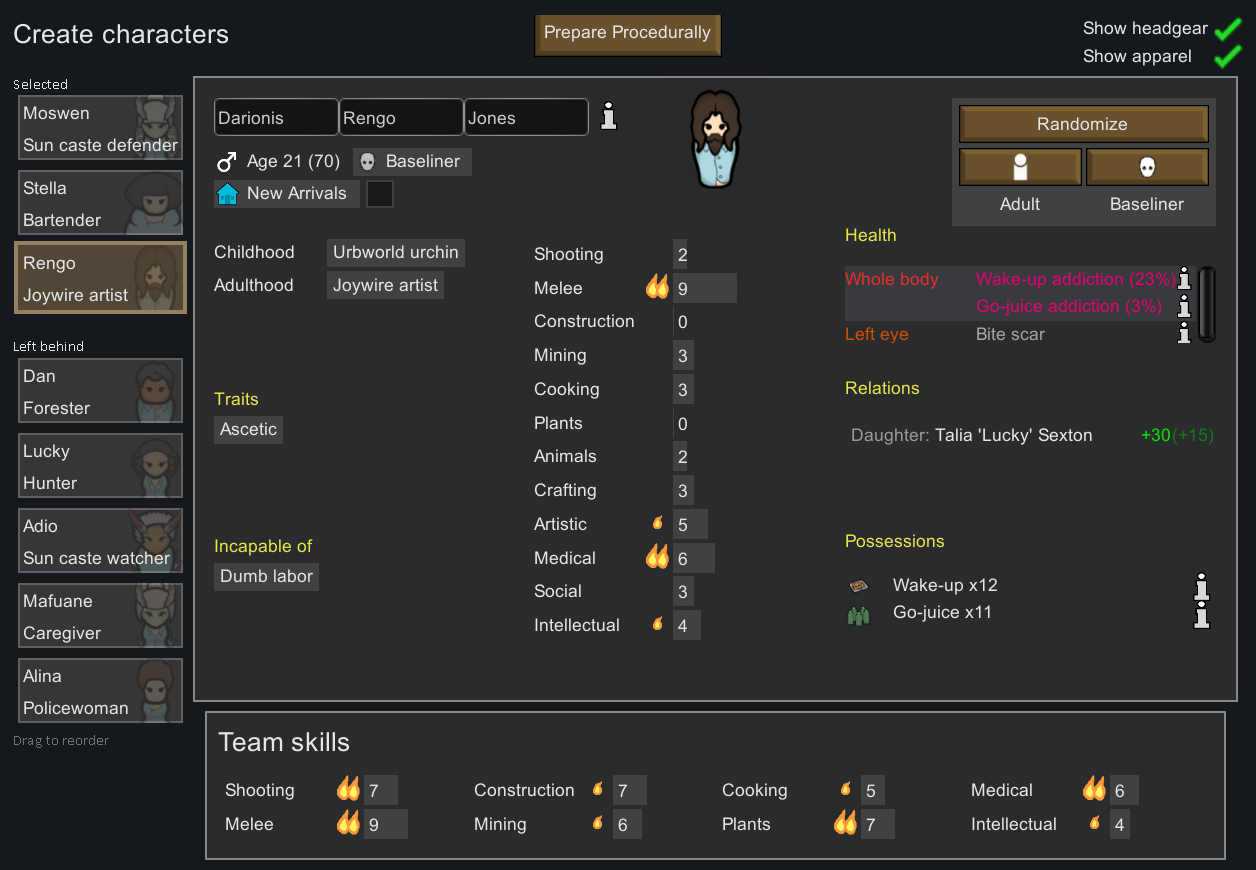 Create characters
Prepare Procedurally
Show headgear
Show apparel
Selected
Moswen
Sun caste defender
Stella
Bartender
Rengo
Joywire artist
Left behind
Dan
Forester
Lucky
Hunter
Adio
Sun caste watcher
Mafuane
Caregiver
Alina
Policewoman
Drag to reorder
Darionis Rengo Jones
Age 21 (70) Baseliner
New Arrivals
Childhood Urbworld urchin
Adulthood Joywire artist
Traits
Ascetic
Incapable of
Dumb labor
Shooting 2
Melee 9
Construction 0
Mining 3
Cooking 3
Plants 0
Animals 2
Crafting 3
Artistic 5
Medical 6
Social 3
Intellectual 4
Randomize
Adult Baseliner
Health
Whole body Wake-up addiction (23%)
Go-juice addiction (3%)
Left eye Bite scar
Relations
Daughter: Talia 'Lucky' Sexton +30(+15)
Possessions
Wake-up x12
Go-juice x11
Team skills
Shooting 7 Construction 7 Cooking 5 Medical 6
Melee 9 Mining 6 Plants 7 Intellectual 4